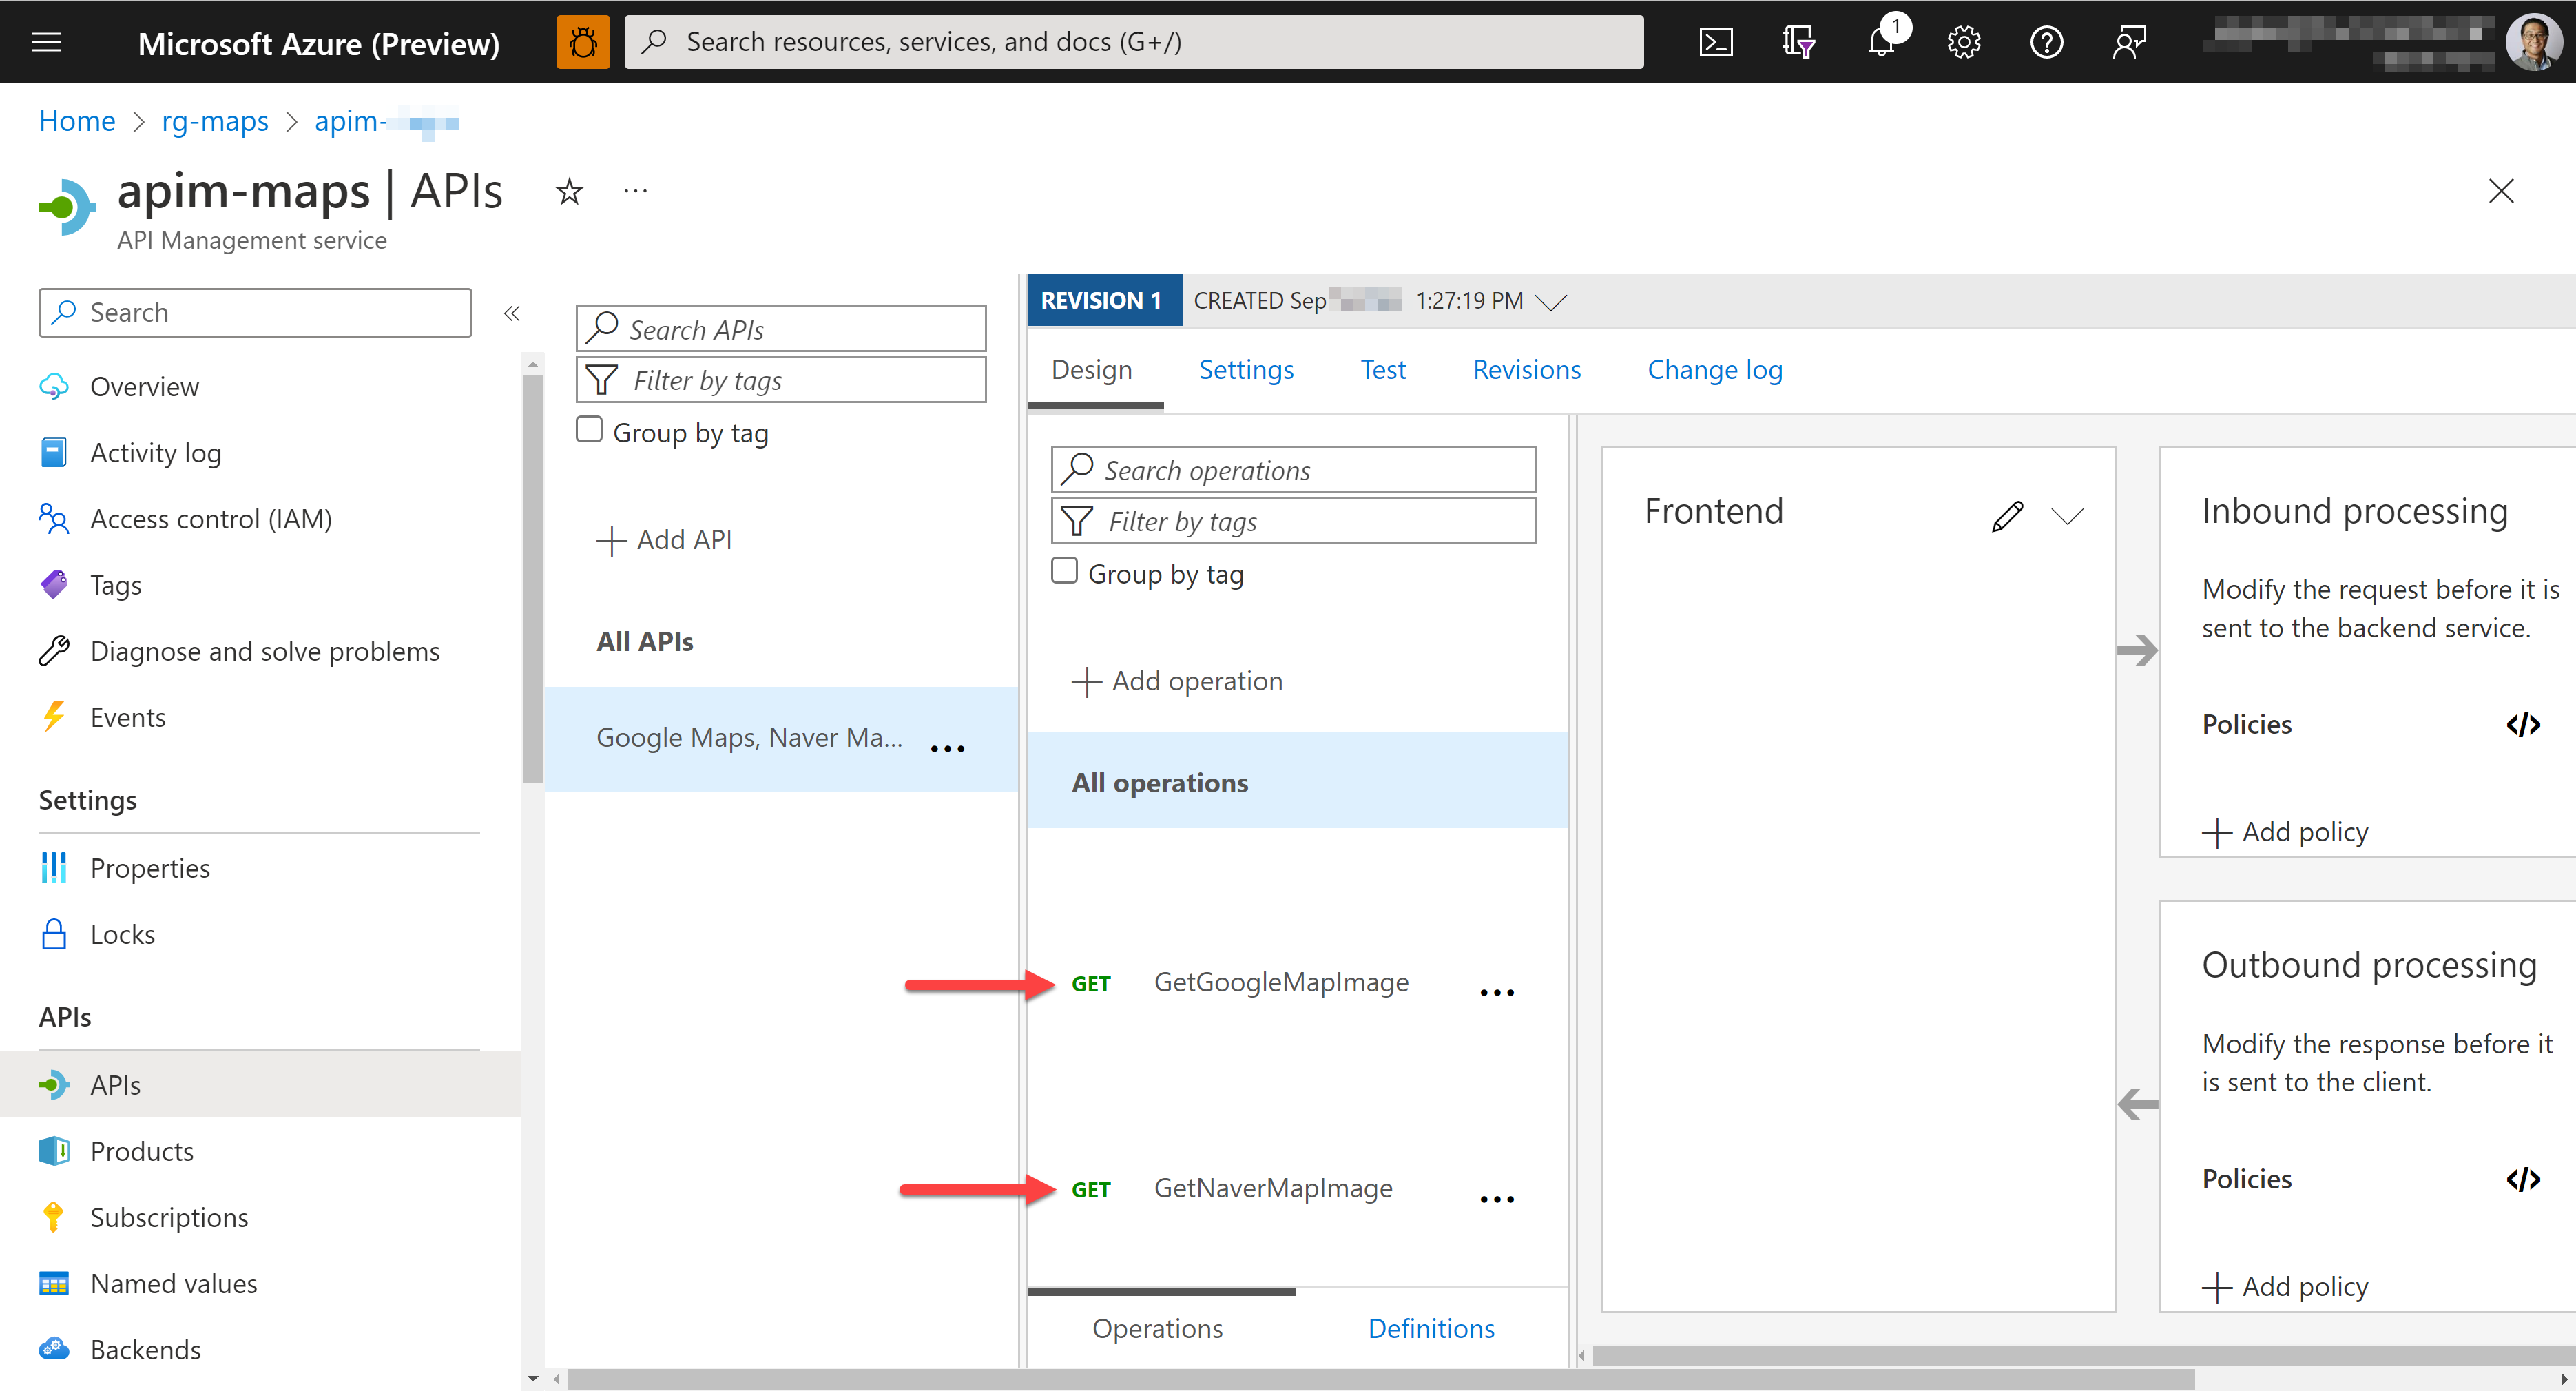 Microsoft Azure (Preview)
Search resources, services, and docs (G+/)
1
Home > rg-maps > apim-
apim-maps | APIs
...
API Management service
Search
«
Overview
Activity log
Access control (IAM)
Tags
Diagnose and solve problems
Events
Settings
Properties
Locks
APIs
APIs
Products
Subscriptions
Named values
Backends
Search APIs
Filter by tags
Group by tag
+ Add API
All APIs
Google Maps, Naver Ma... ...
REVISION 1 CREATED Sep 1:27:19 PM
Design Settings Test Revisions Change log
Search operations
Filter by tags
Group by tag
+ Add operation
All operations
GET GetGoogleMapImage ...
GET GetNaverMapImage ...
Operations Definitions
Frontend
Inbound processing
Modify the request before it is
sent to the backend service.
Policies </>
+ Add policy
Outbound processing
Modify the response before it
is sent to the client.
Policies </>
+ Add policy